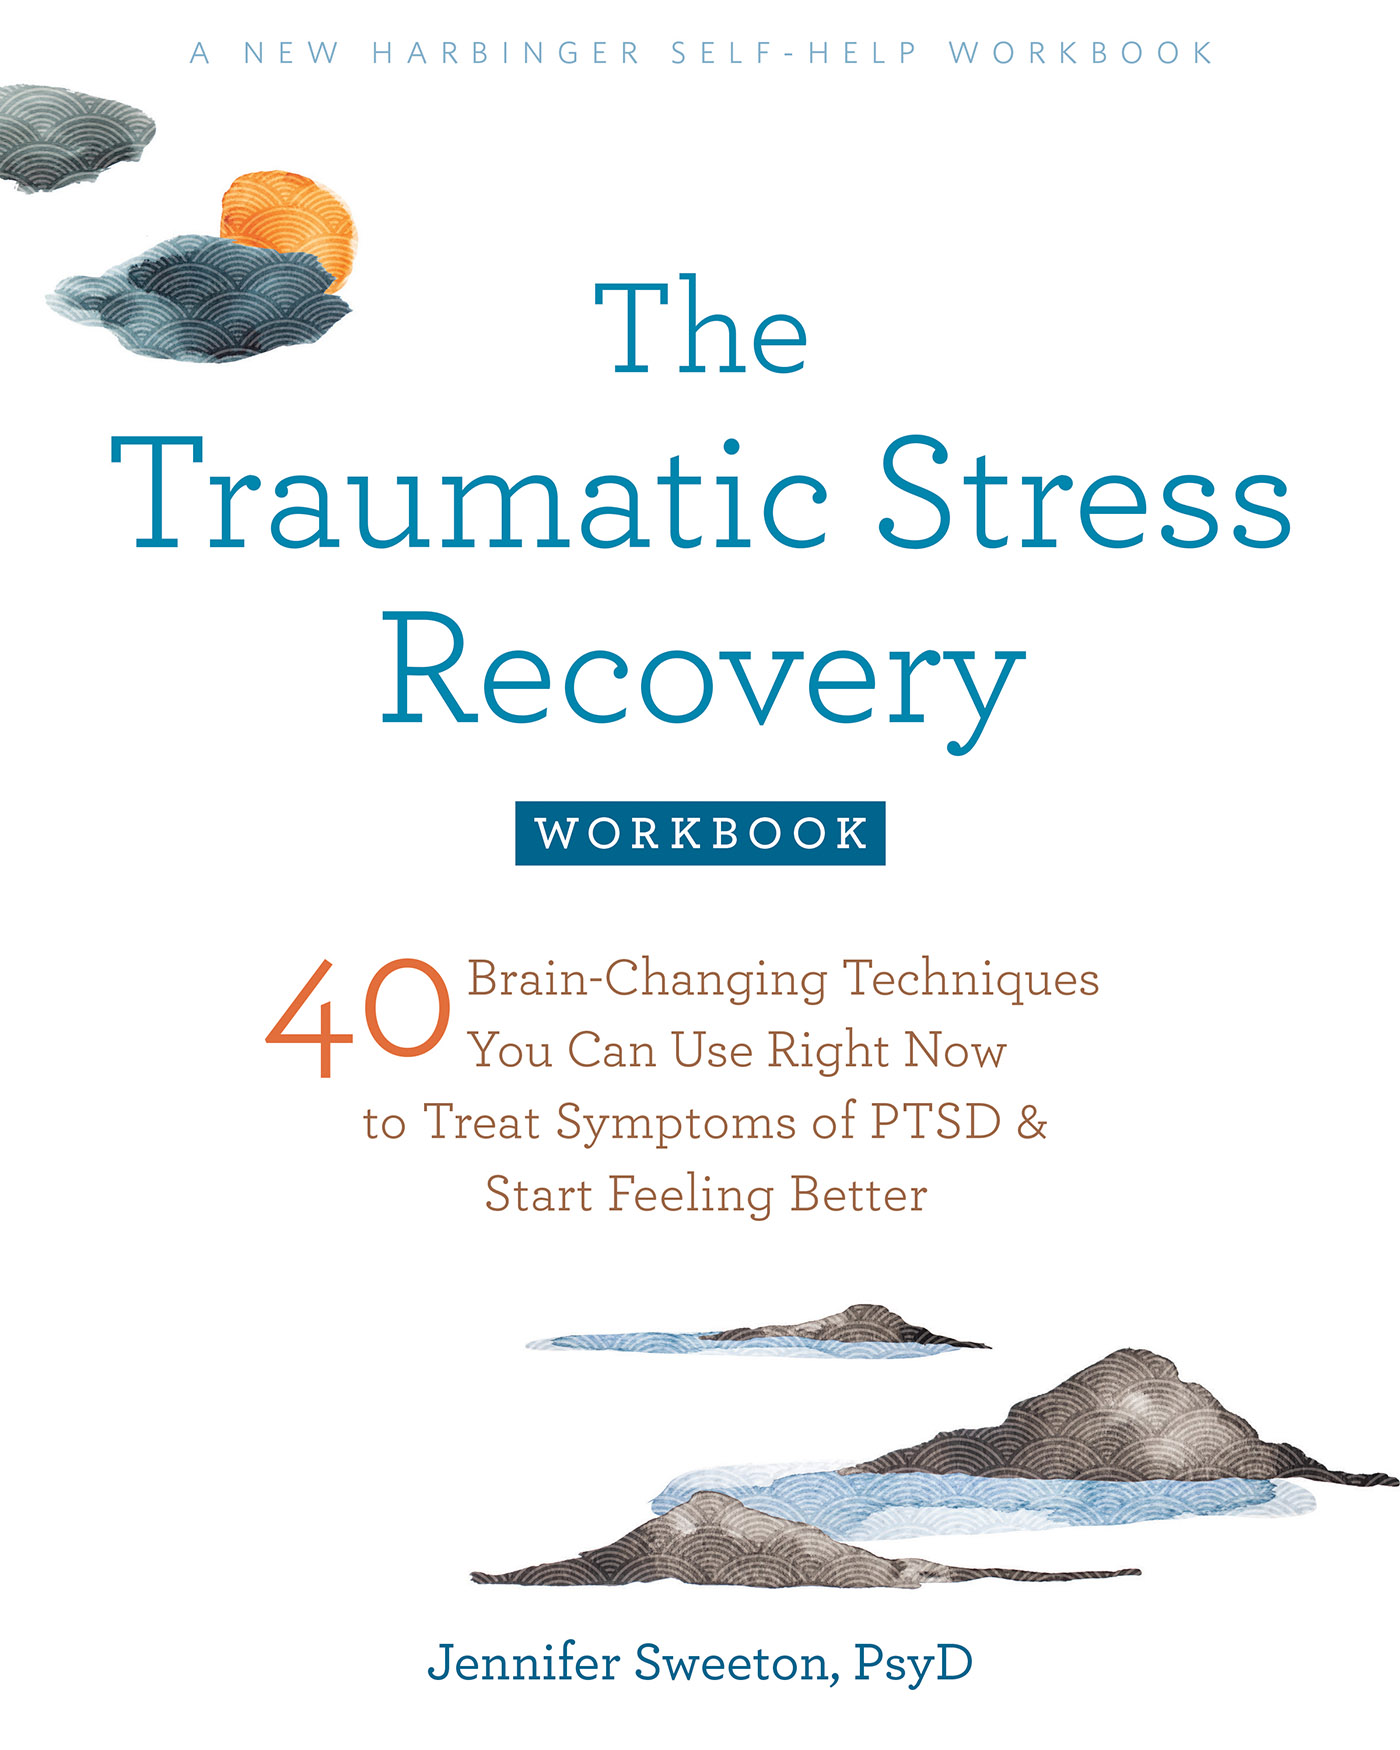 A NEW HARBINGER SELF-HELP WORKBOOK
The
Traumatic Stress
Recovery
WORKBOOK
40 Brain-Changing Techniques
You Can Use Right Now
to Treat Symptoms of PTSD &
Start Feeling Better
Jennifer Sweeton, PsyD